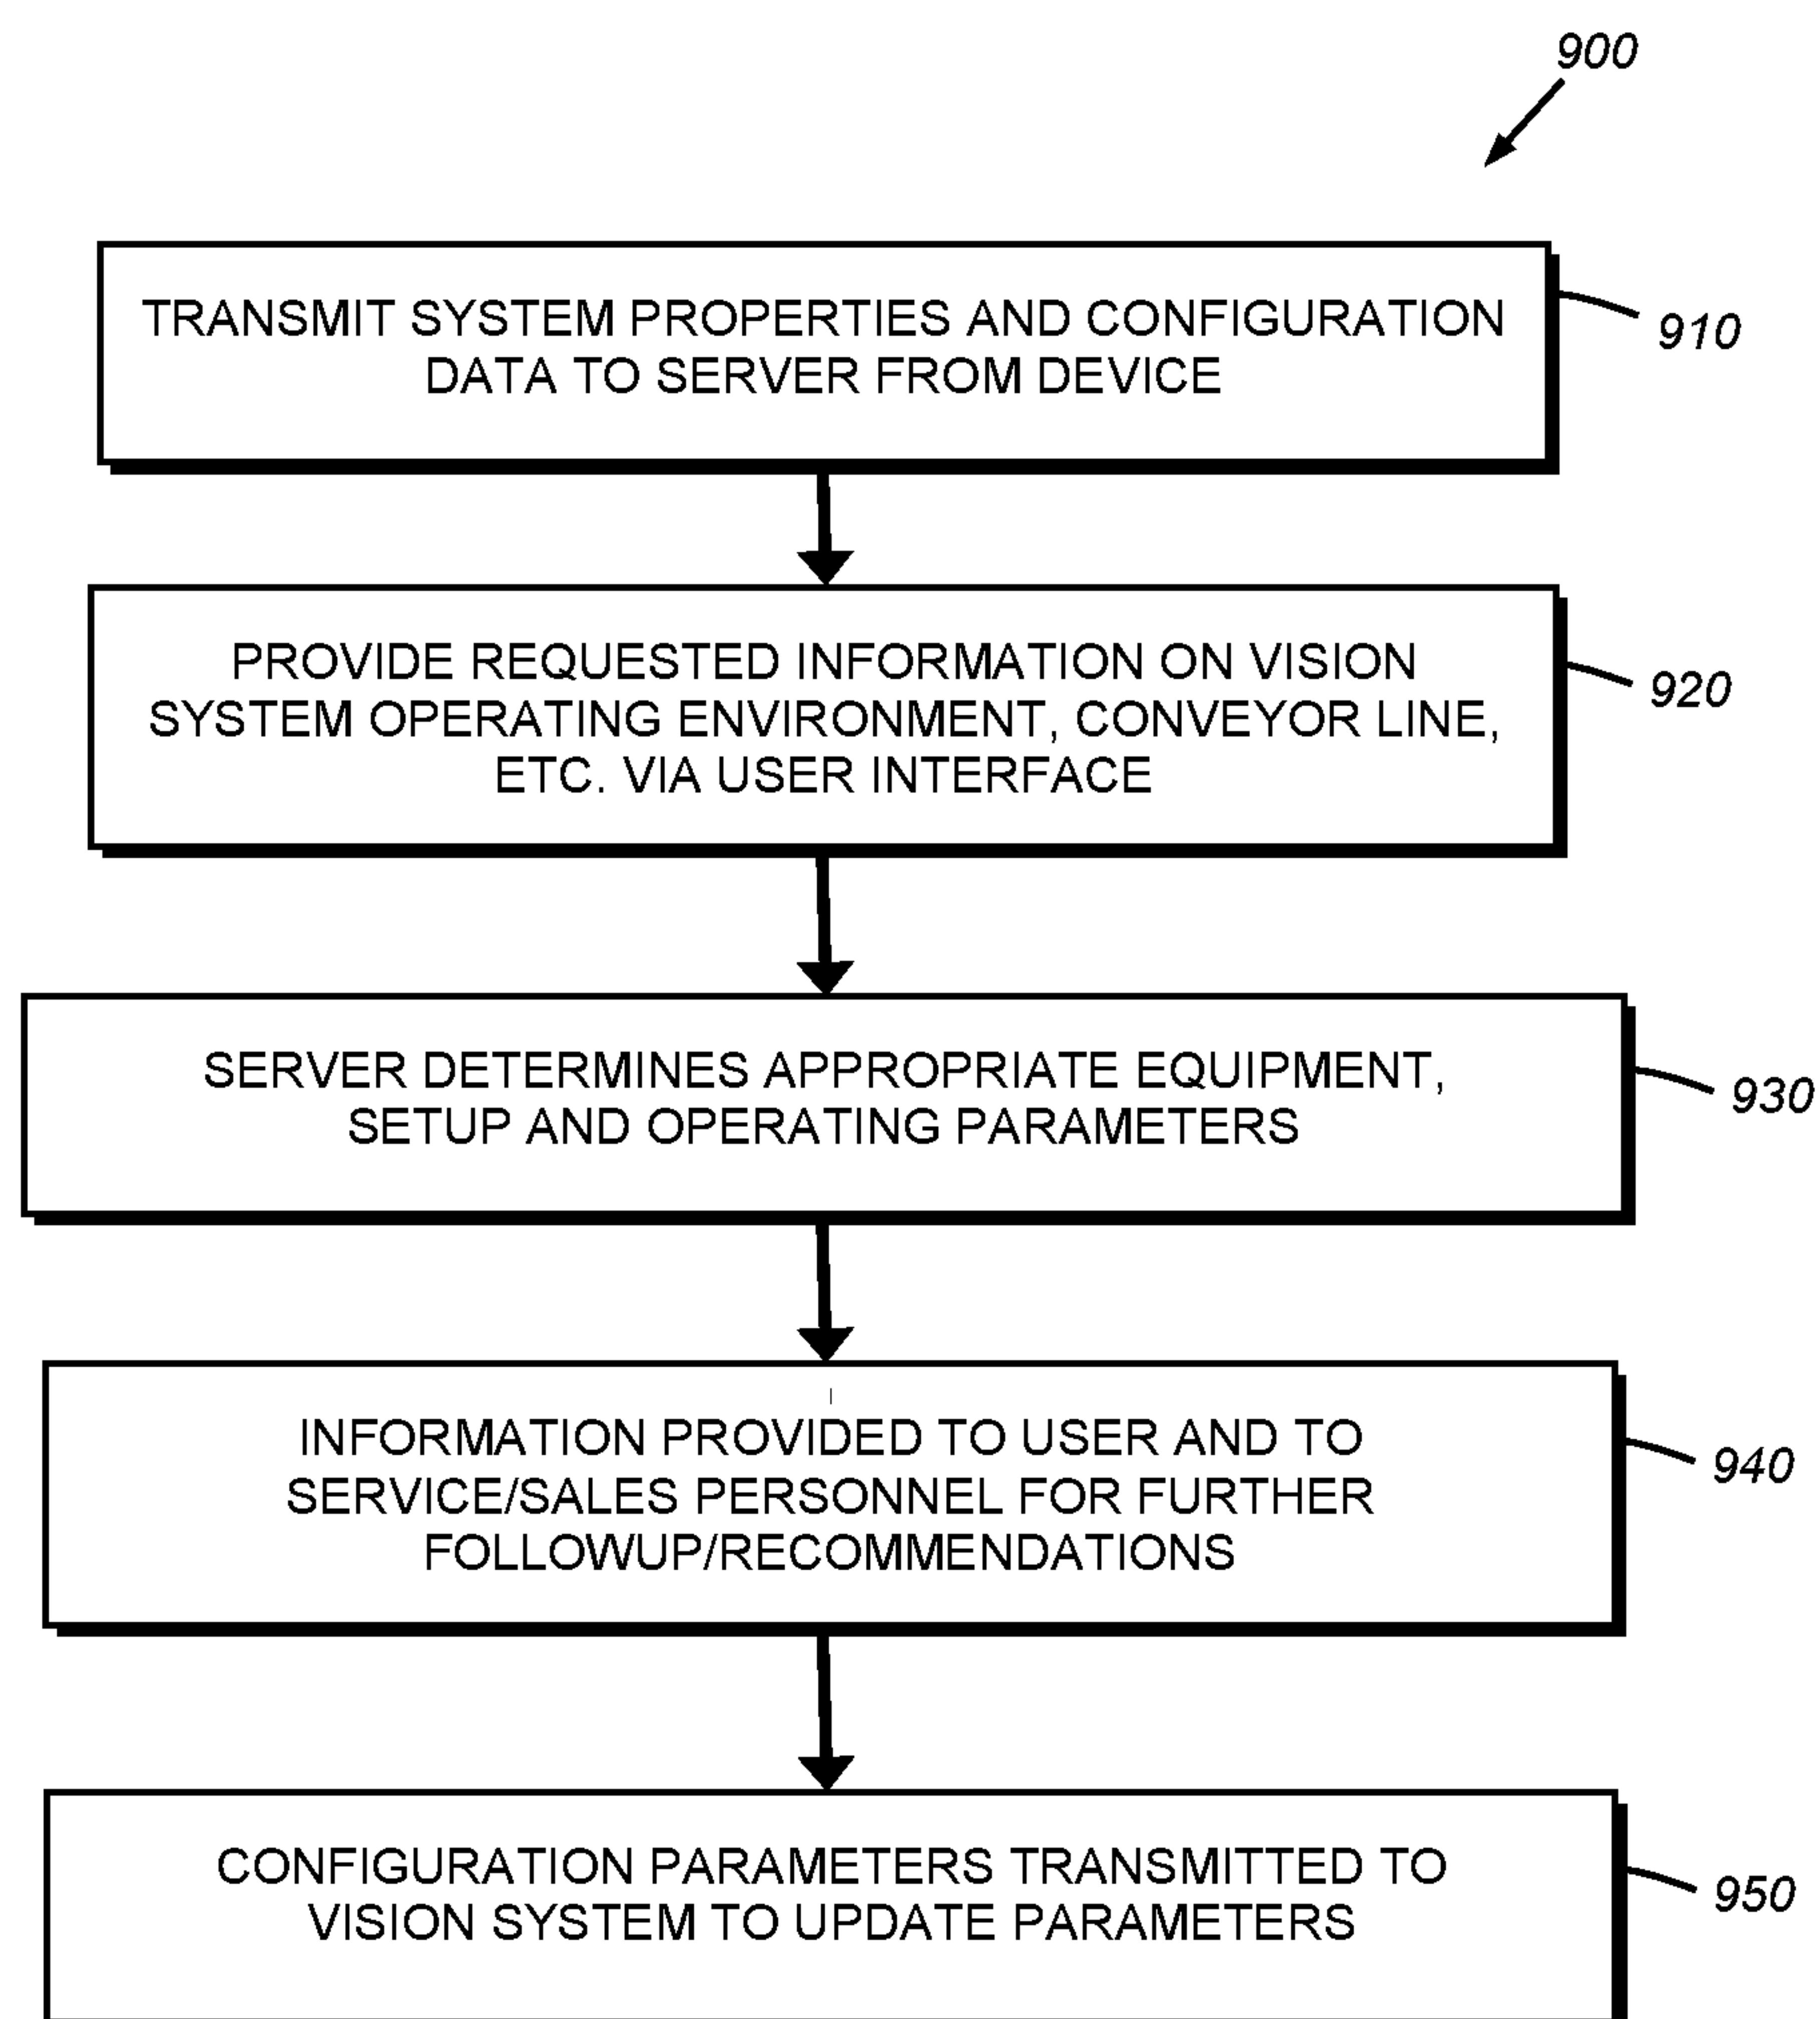 900
TRANSMIT SYSTEM PROPERTIES AND CONFIGURATION
DATA TO SERVER FROM DEVICE
910
PROVIDE REQUESTED INFORMATION ON VISION
SYSTEM OPERATING ENVIRONMENT, CONVEYOR LINE,
ETC. VIA USER INTERFACE
920
SERVER DETERMINES APPROPRIATE EQUIPMENT,
SETUP AND OPERATING PARAMETERS
930
INFORMATION PROVIDED TO USER AND TO
SERVICE/SALES PERSONNEL FOR FURTHER
FOLLOWUP/RECOMMENDATIONS
940
CONFIGURATION PARAMETERS TRANSMITTED TO
VISION SYSTEM TO UPDATE PARAMETERS
950